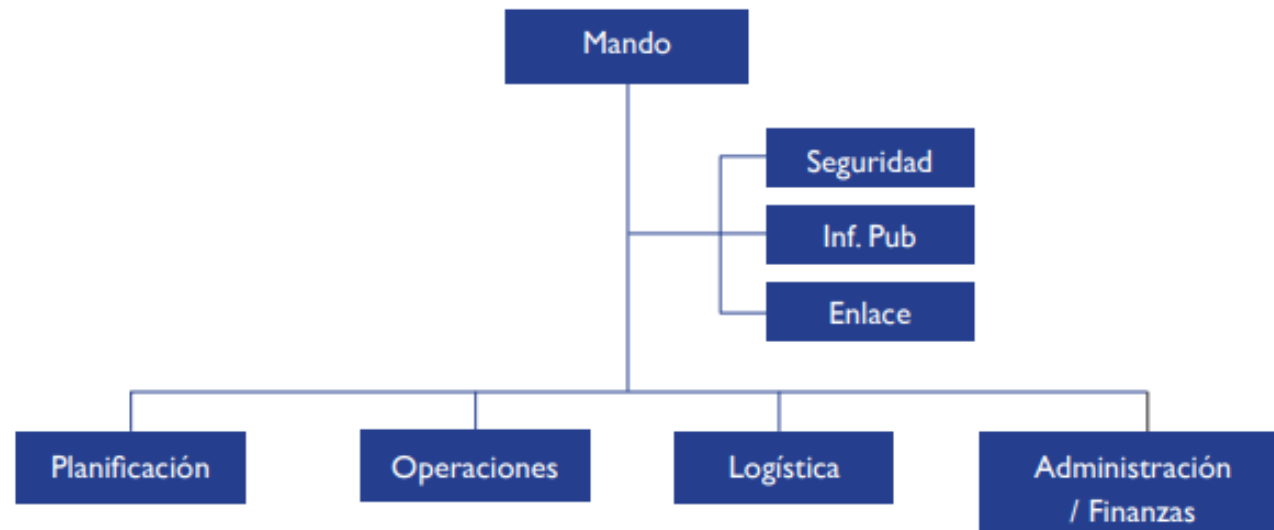 Mando
Seguridad
Inf. Pub
Enlace
Planificación
Operaciones
Logística
Administración
/ Finanzas